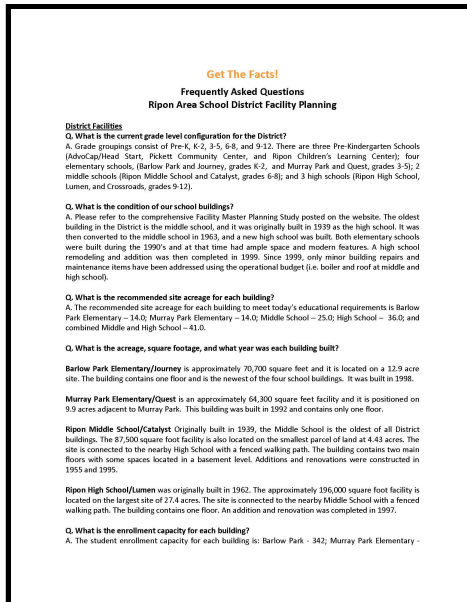 Get The Facts!
Frequently Asked Questions
Ripon Area School District Facility Planning
District Facilities
Q. What is the current grade level configuration for the District?
A. Grade groupings consist of Pre-K, K-2, 3-5, 6-8, and 9-12. There are three Pre-Kindergarten Schools
(AdvoCap/Head Start, Pickett Community Center, and Ripon Children's Learning Center); four
elementary schools, (Barlow Park and Journey, grades K-2, and Murray Park and Quest, grades 3-5); 2
middle schools (Ripon Middle School and Catalyst, grades 6-8); and 3 high schools (Ripon High School,
Lumen, and Crossroads, grades 9-12).
Q. What is the condition of our school buildings?
A. Please refer to the comprehensive Facility Master Planning Study posted on the website. The oldest
building in the District is the middle school, and it was originally built in 1939 as the high school. It was
then converted to the middle school in 1963, and a new high school was built. Both elementary schools
were built during the 1990's and at that time had ample space and modern features. A high school
remodeling and addition was then completed in 1999. Since 1999, only minor building repairs and
maintenance items have been addressed using the operational budget (i.e. boiler and roof at middle and
high school).
Q. What is the recommended site acreage for each building?
A. The recommended site acreage for each building to meet today's educational requirements is Barlow
Park Elementary – 14.0; Murray Park Elementary – 14.0; Middle School – 25.0; High School – 36.0; and
combined Middle and High School – 41.0.
Q. What is the acreage, square footage, and what year was each building built?
Barlow Park Elementary/Journey is approximately 70,700 square feet and it is located on a 12.9 acre
site. The building contains one floor and is the newest of the four school buildings. It was built in 1998.
Murray Park Elementary/Quest is an approximately 64,300 square feet facility and it is positioned on
9.9 acres adjacent to Murray Park. This building was built in 1992 and contains only one floor.
Ripon Middle School/Catalyst Originally built in 1939, the Middle School is the oldest of all District
buildings. The 87,500 square foot facility is also located on the smallest parcel of land at 4.43 acres. The
site is connected to the nearby High School with a fenced walking path. The building contains two main
floors with some spaces located in a basement level. Additions and renovations were constructed in
1955 and 1995.
Ripon High School/Lumen was originally built in 1962. The approximately 196,000 square foot facility is
located on the largest site of 27.4 acres. The site is connected to the nearby Middle School with a fenced
walking path. The building contains one floor. An addition and renovation was completed in 1997.
Q. What is the enrollment capacity for each building?
A. The student enrollment capacity for each building is: Barlow Park - 342; Murray Park Elementary -